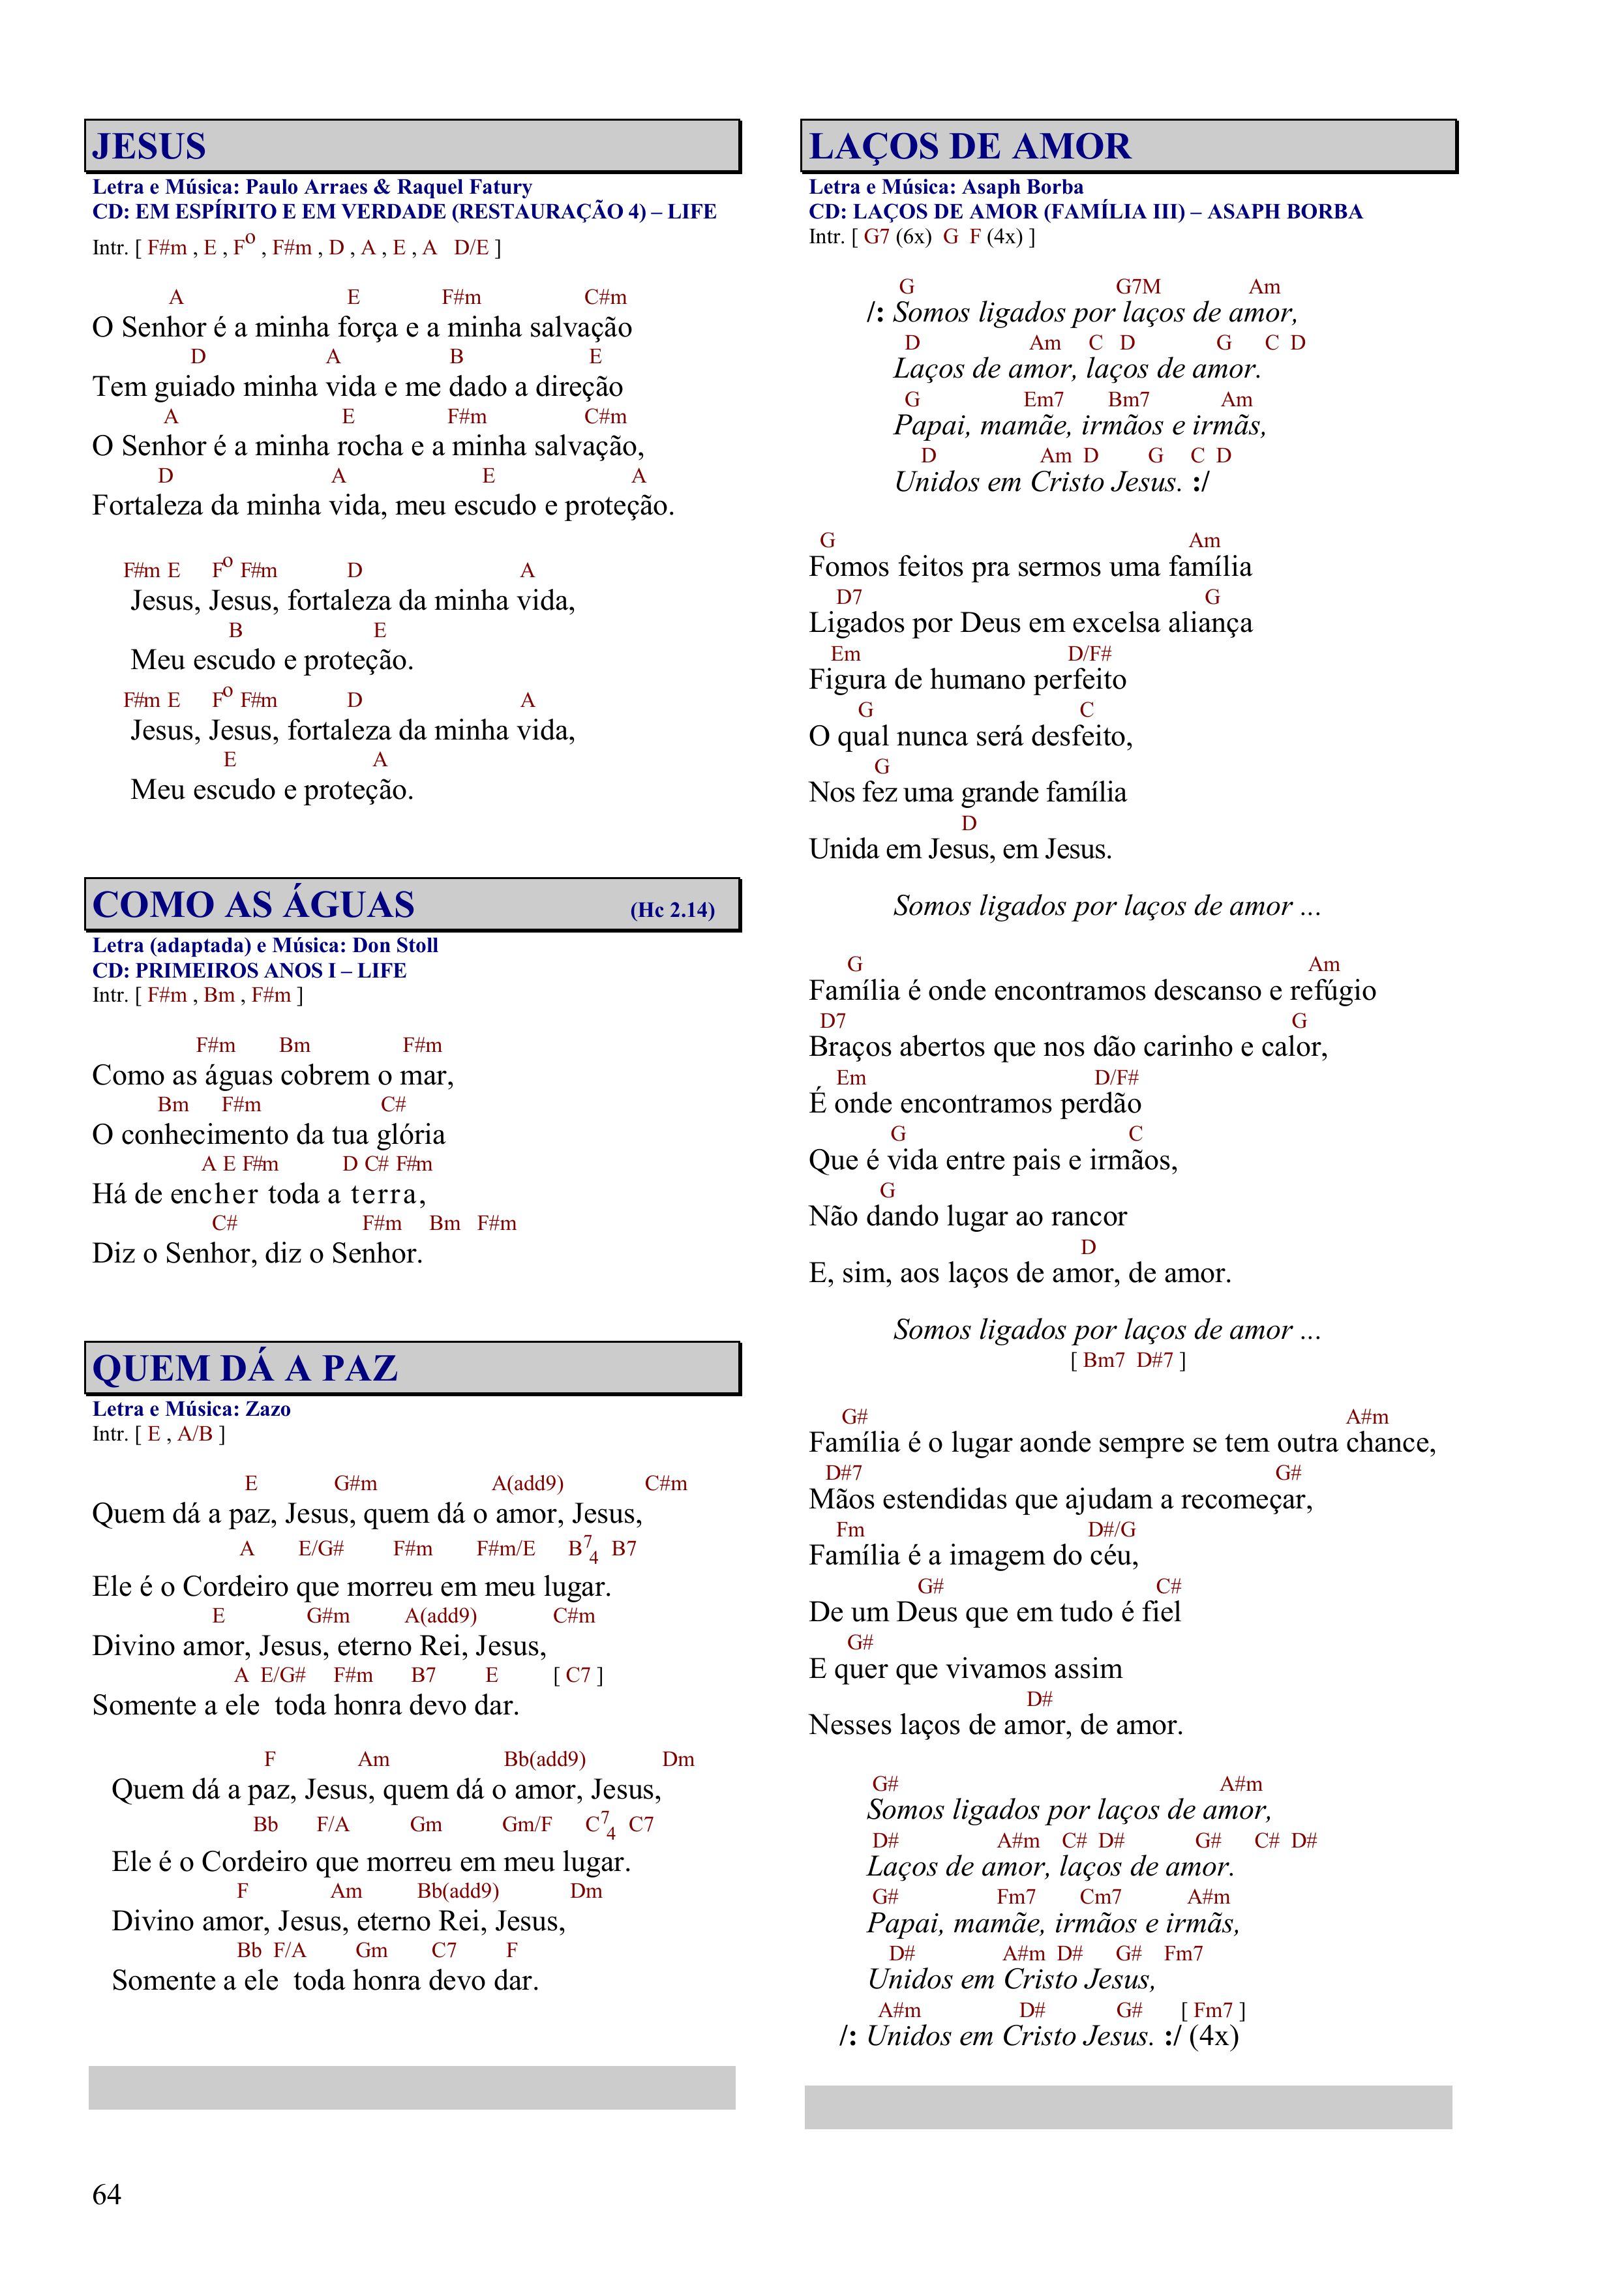 JESUS
Letra e Música: Paulo Arraes & Raquel Fatury
CD: EM ESPÍRITO E EM VERDADE (RESTAURAÇÃO 4) – LIFE
Intr. [ F#m , E , Fº , F#m , D , A , E , A D/E ]
A E F#m C#m
O Senhor é a minha força e a minha salvação
D A B E
Tem guiado minha vida e me dado a direção
A E F#m C#m
O Senhor é a minha rocha e a minha salvação,
D A E A
Fortaleza da minha vida, meu escudo e proteção.
F#m E Fº F#m D A
Jesus, Jesus, fortaleza da minha vida,
B E
Meu escudo e proteção.
F#m E Fº F#m D A
Jesus, Jesus, fortaleza da minha vida,
E A
Meu escudo e proteção.
COMO AS ÁGUAS (Hc 2.14)
Letra (adaptada) e Música: Don Stoll
CD: PRIMEIROS ANOS I – LIFE
Intr. [ F#m , Bm , F#m ]
F#m Bm F#m
Como as águas cobrem o mar,
Bm F#m C#
O conhecimento da tua glória
A E F#m D C# F#m
Há de encher toda a terra,
C# F#m Bm F#m
Diz o Senhor, diz o Senhor.
QUEM DÁ A PAZ
Letra e Música: Zazo
Intr. [ E , A/B ]
E G#m A(add9) C#m
Quem dá a paz, Jesus, quem dá o amor, Jesus,
A E/G# F#m F#m/E B7 4 B7
Ele é o Cordeiro que morreu em meu lugar.
E G#m A(add9) C#m
Divino amor, Jesus, eterno Rei, Jesus,
A E/G# F#m B7 E [ C7 ]
Somente a ele toda honra devo dar.
F Am Bb(add9) Dm
Quem dá a paz, Jesus, quem dá o amor, Jesus,
Bb F/A Gm Gm/F C7 4 C7
Ele é o Cordeiro que morreu em meu lugar.
F Am Bb(add9) Dm
Divino amor, Jesus, eterno Rei, Jesus,
Bb F/A Gm C7 F
Somente a ele toda honra devo dar.
LAÇOS DE AMOR
Letra e Música: Asaph Borba
CD: LAÇOS DE AMOR (FAMÍLIA III) – ASAPH BORBA
Intr. [ G7 (6x) G F (4x) ]
G G7M Am
/: Somos ligados por laços de amor,
D Am C D G C D
Laços de amor, laços de amor.
G Em7 Bm7 Am
Papai, mamãe, irmãos e irmãs,
D Am D G C D
Unidos em Cristo Jesus. :/
G Am
Fomos feitos pra sermos uma família
D7 G
Ligados por Deus em excelsa aliança
Em D/F#
Figura de humano perfeito
G C
O qual nunca será desfeito,
G
Nos fez uma grande família
D
Unida em Jesus, em Jesus.
Somos ligados por laços de amor ...
G Am
Família é onde encontramos descanso e refúgio
D7 G
Braços abertos que nos dão carinho e calor,
Em D/F#
É onde encontramos perdão
G C
Que é vida entre pais e irmãos,
G
Não dando lugar ao rancor
D
E, sim, aos laços de amor, de amor.
Somos ligados por laços de amor ...
[ Bm7 D#7 ]
G# A#m
Família é o lugar aonde sempre se tem outra chance,
D#7 G#
Mãos estendidas que ajudam a recomeçar,
Fm D#/G
Família é a imagem do céu,
G# C#
De um Deus que em tudo é fiel
G#
E quer que vivamos assim
D#
Nesses laços de amor, de amor.
G# A#m
Somos ligados por laços de amor,
D# A#m C# D# G# C# D#
Laços de amor, laços de amor.
G# Fm7 Cm7 A#m
Papai, mamãe, irmãos e irmãs,
D# A#m D# G# Fm7
Unidos em Cristo Jesus,
A#m D# G# [ Fm7 ]
/: Unidos em Cristo Jesus. :/ (4x)
64